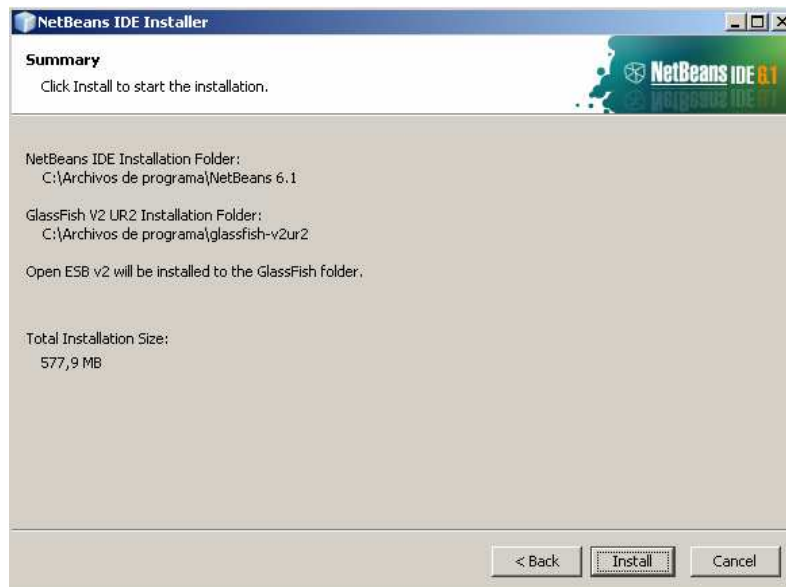 NetBeans IDE Installer
Summary
Click Install to start the installation.
NetBeans IDE 6.1
NetBeans IDE Installation Folder:
C:\Archivos de programa\NetBeans 6.1
GlassFish V2 UR2 Installation Folder:
C:\Archivos de programa\glassfish-v2ur2
Open ESB v2 will be installed to the GlassFish folder.
Total Installation Size:
577,9 MB
< Back Install Cancel